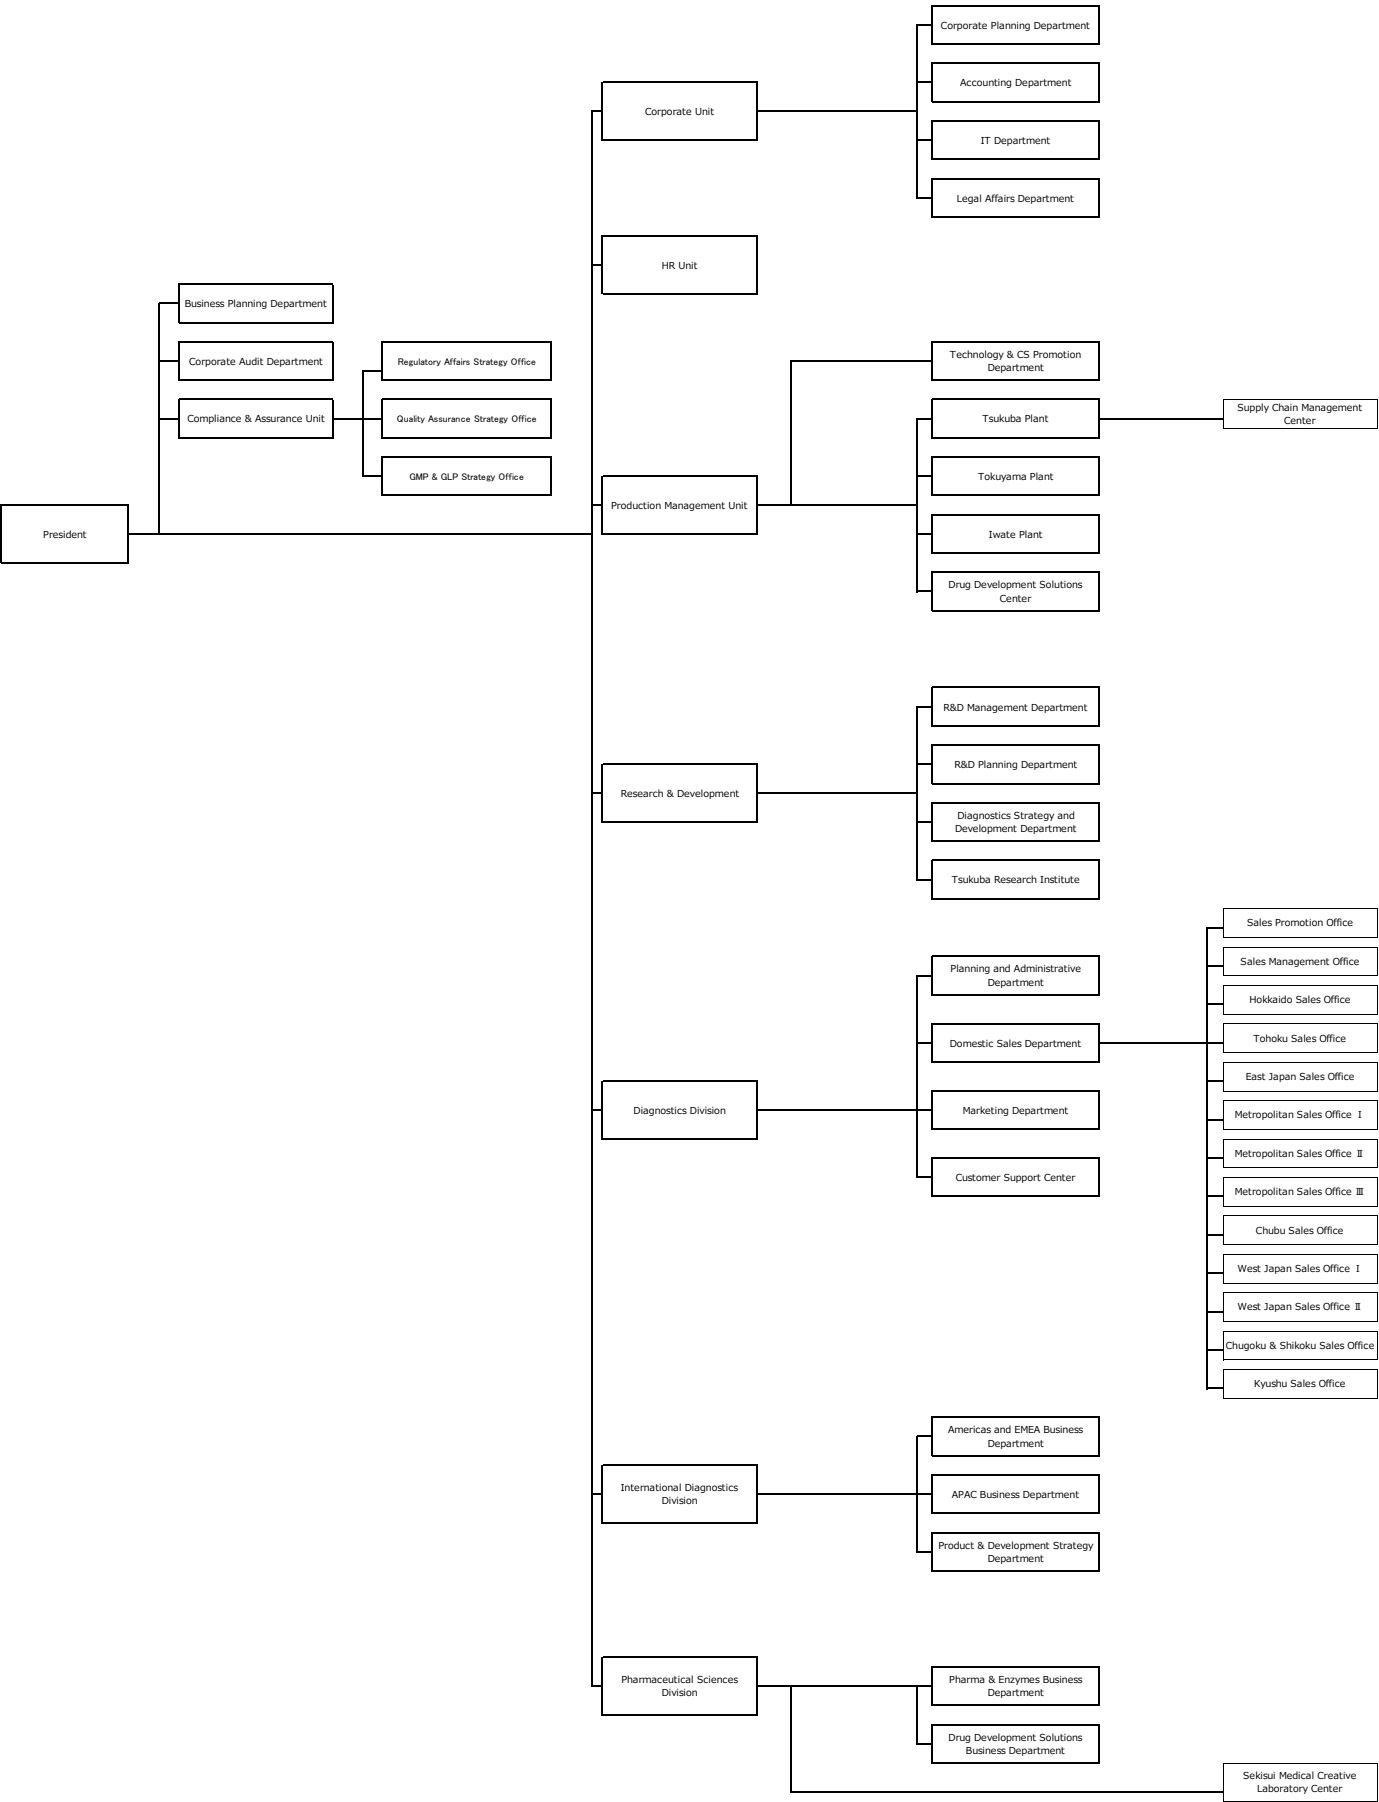 Corporate Planning Department
Accounting Department
Corporate Unit
IT Department
Legal Affairs Department
HR Unit
Business Planning Department
Corporate Audit Department
Regulatory Affairs Strategy Office
Technology & CS Promotion
Department
Compliance & Assurance Unit
Quality Assurance Strategy Office
Tsukuba Plant
Supply Chain Management
Center
GMP & GLP Strategy Office
Tokuyama Plant
Production Management Unit
President
Iwate Plant
Drug Development Solutions
Center
R&D Management Department
R&D Planning Department
Research & Development
Diagnostics Strategy and
Development Department
Tsukuba Research Institute
Sales Promotion Office
Sales Management Office
Planning and Administrative
Department
Hokkaido Sales Office
Domestic Sales Department
Tohoku Sales Office
East Japan Sales Office
Diagnostics Division
Marketing Department
Metropolitan Sales Office Ⅰ
Metropolitan Sales Office Ⅱ
Customer Support Center
Metropolitan Sales Office Ⅲ
Chubu Sales Office
West Japan Sales Office Ⅰ
West Japan Sales Office Ⅱ
Chugoku & Shikoku Sales Office
Kyushu Sales Office
Americas and EMEA Business
Department
International Diagnostics
Division
APAC Business Department
Product & Development Strategy
Department
Pharmaceutical Sciences
Division
Pharma & Enzymes Business
Department
Drug Development Solutions
Business Department
Sekisui Medical Creative
Laboratory Center